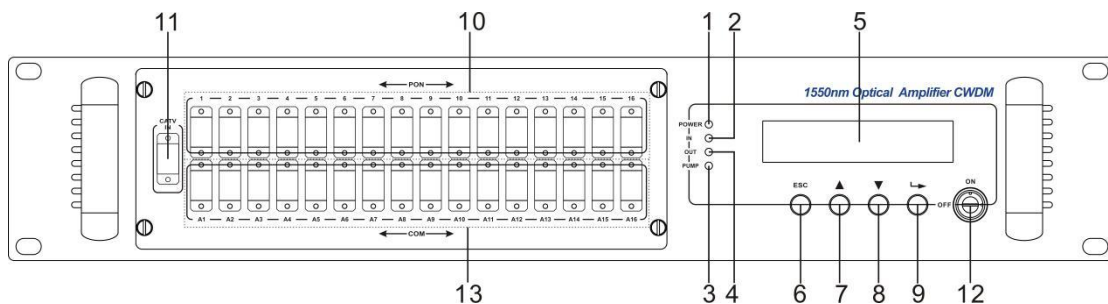 11 10 1 2 5
PON
1550nm Optical Amplifier CWDM
1 2 3 4 5 6 7 8 9 10 11 12 13 14 15 16
CATV
IN
POWER
IN
OUT
PUMP
ESC ▲ ▼ ON
OFF
A1 A2 A3 A4 A5 A6 A7 A8 A9 A10 A11 A12 A13 A14 A15 A16
COM
13 3 4 6 7 8 9 12